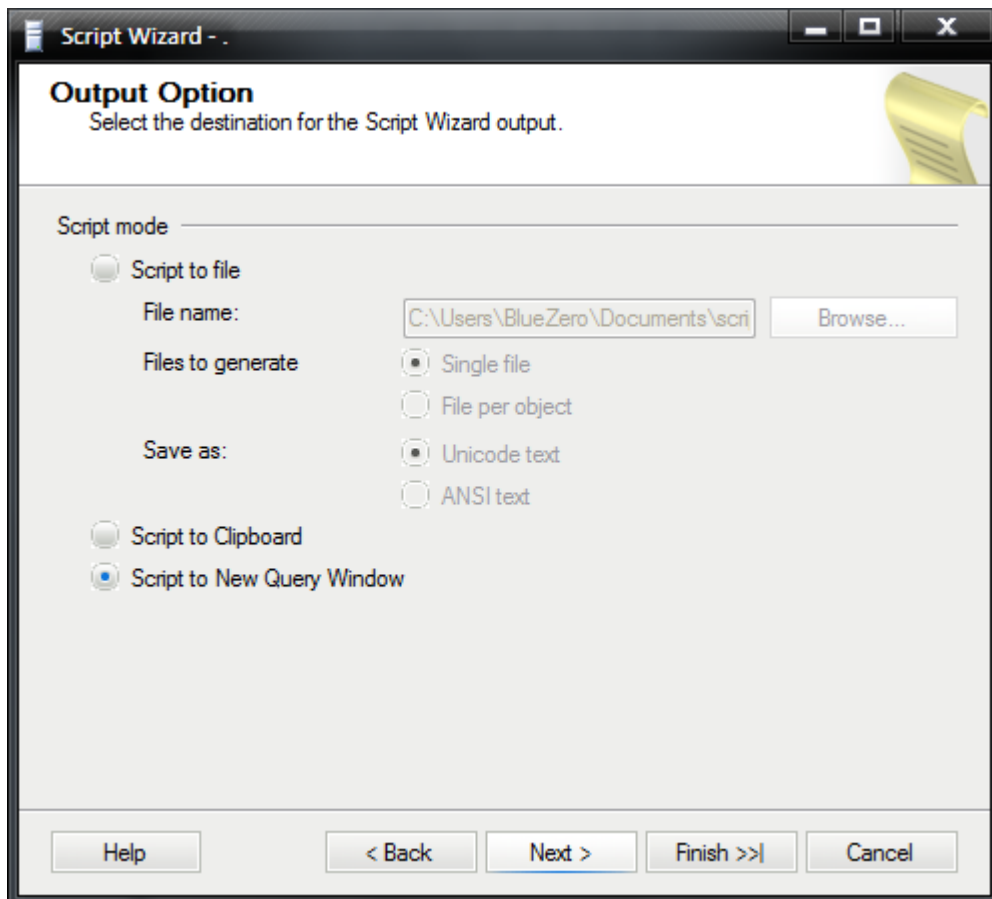 Script Wizard - .
Output Option
Select the destination for the Script Wizard output.
Script mode
Script to file
File name: C:\Users\BlueZero\Documents\scri Browse...
Files to generate Single file
File per object
Save as: Unicode text
ANSI text
Script to Clipboard
Script to New Query Window
Help < Back Next > Finish >>| Cancel